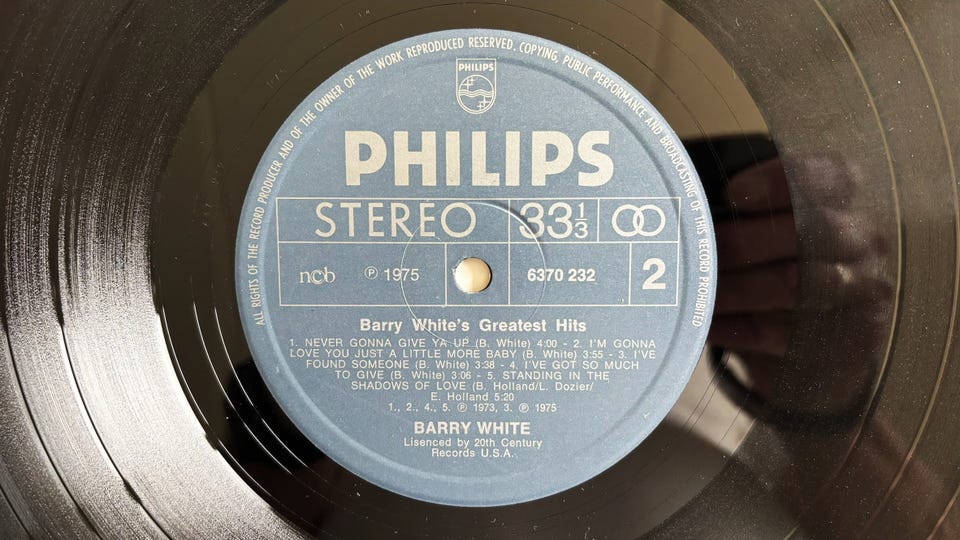 ALL RIGHTS OF THE RECORD PRODUCER AND OF THE OWNER OF THE WORK REPRODUCED RESERVED. COPYING, PUBLIC PERFORMANCE AND BROADCASTING OF THIS RECORD PROHIBITED
PHILIPS
PHILIPS
STEREO 33 1/3
ncb ℗ 1975 6370 232 2
Barry White's Greatest Hits
1. NEVER GONNA GIVE YA UP (B. White) 4:00 - 2. I'M GONNA
LOVE YOU JUST A LITTLE MORE BABY (B. White) 3:55 - 3. I'VE
FOUND SOMEONE (B. White) 3:38 - 4. I'VE GOT SO MUCH
TO GIVE (B. White) 3:06 - 5. STANDING IN THE
SHADOWS OF LOVE (B. Holland/L. Dozier/
E. Holland 5:20
1., 2., 4., 5. ℗ 1973, 3. ℗ 1975
BARRY WHITE
Lisenced by 20th Century
Records U.S.A.